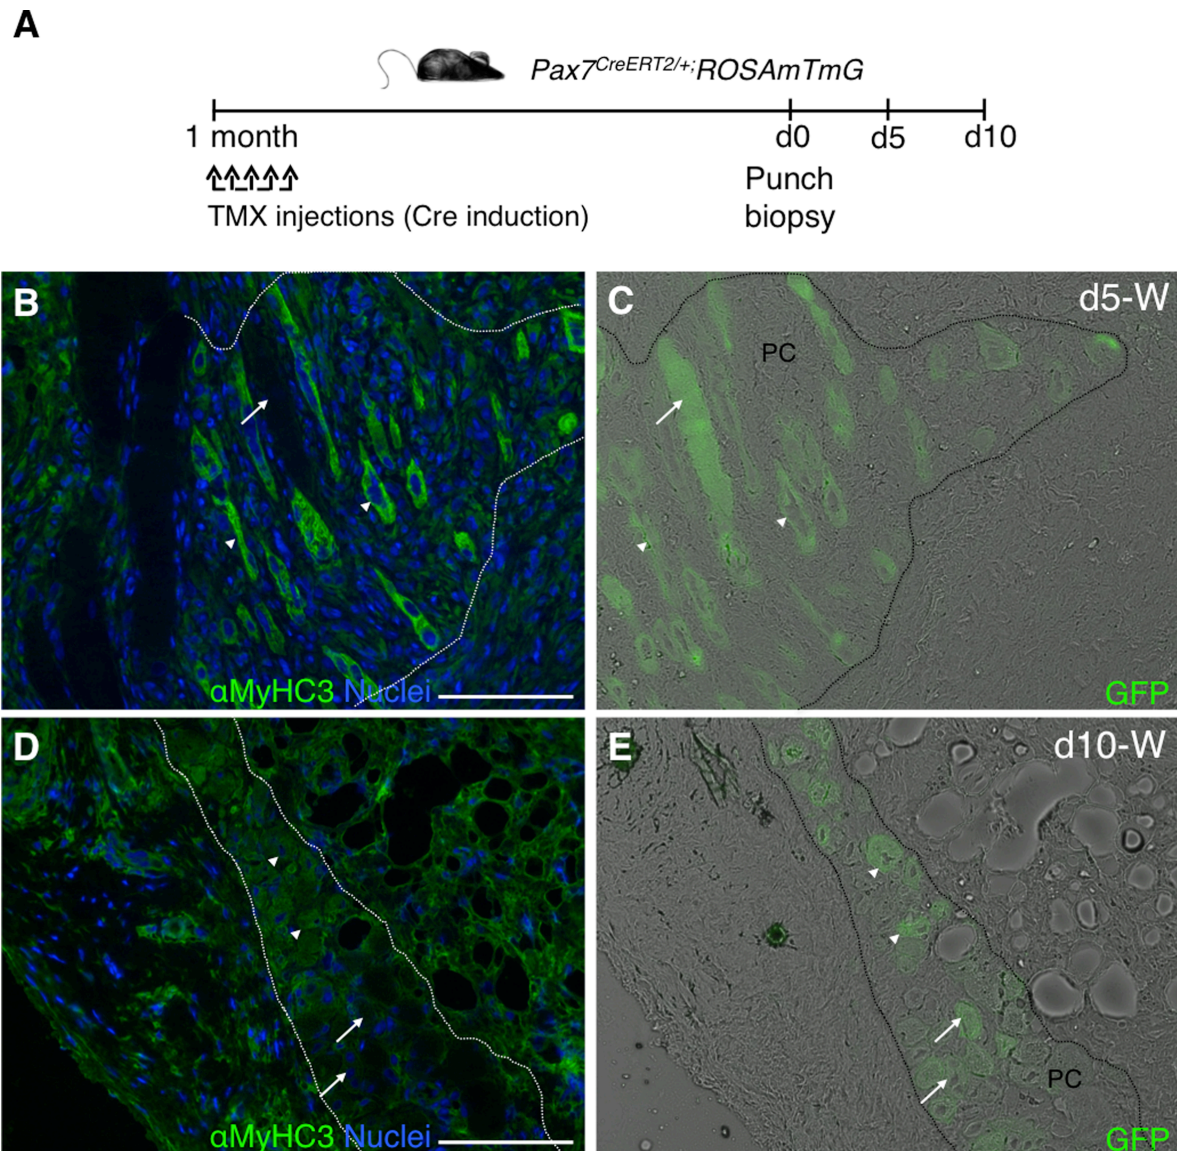 A
Pax7CreERT2/+;ROSAmTmG
1 month
d0
d5
d10
Punch
biopsy
TMX injections (Cre induction)
B
C
d5-W
PC
αMyHC3 Nuclei
GFP
D
E
d10-W
PC
αMyHC3 Nuclei
GFP